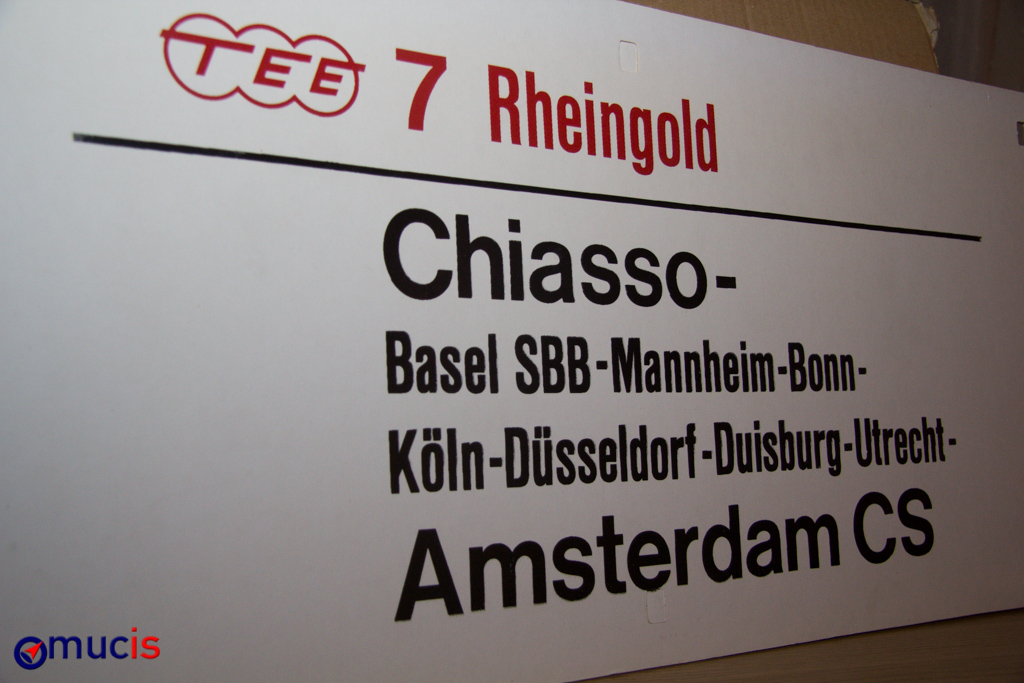 TEE 7 Rheingold
Chiasso-
Basel SBB-Mannheim-Bonn-
Köln-Düsseldorf-Duisburg-Utrecht-
Amsterdam CS
mucis